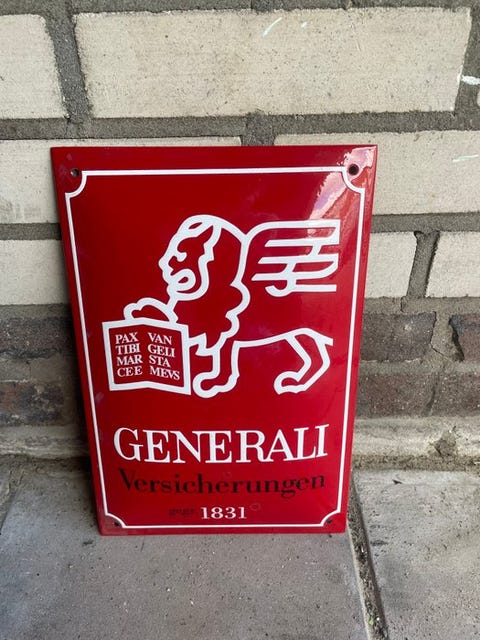 PAX VAN
TIBI GELI
MAR STA
CEE MEVS
GENERALI
Versicherungen
1831